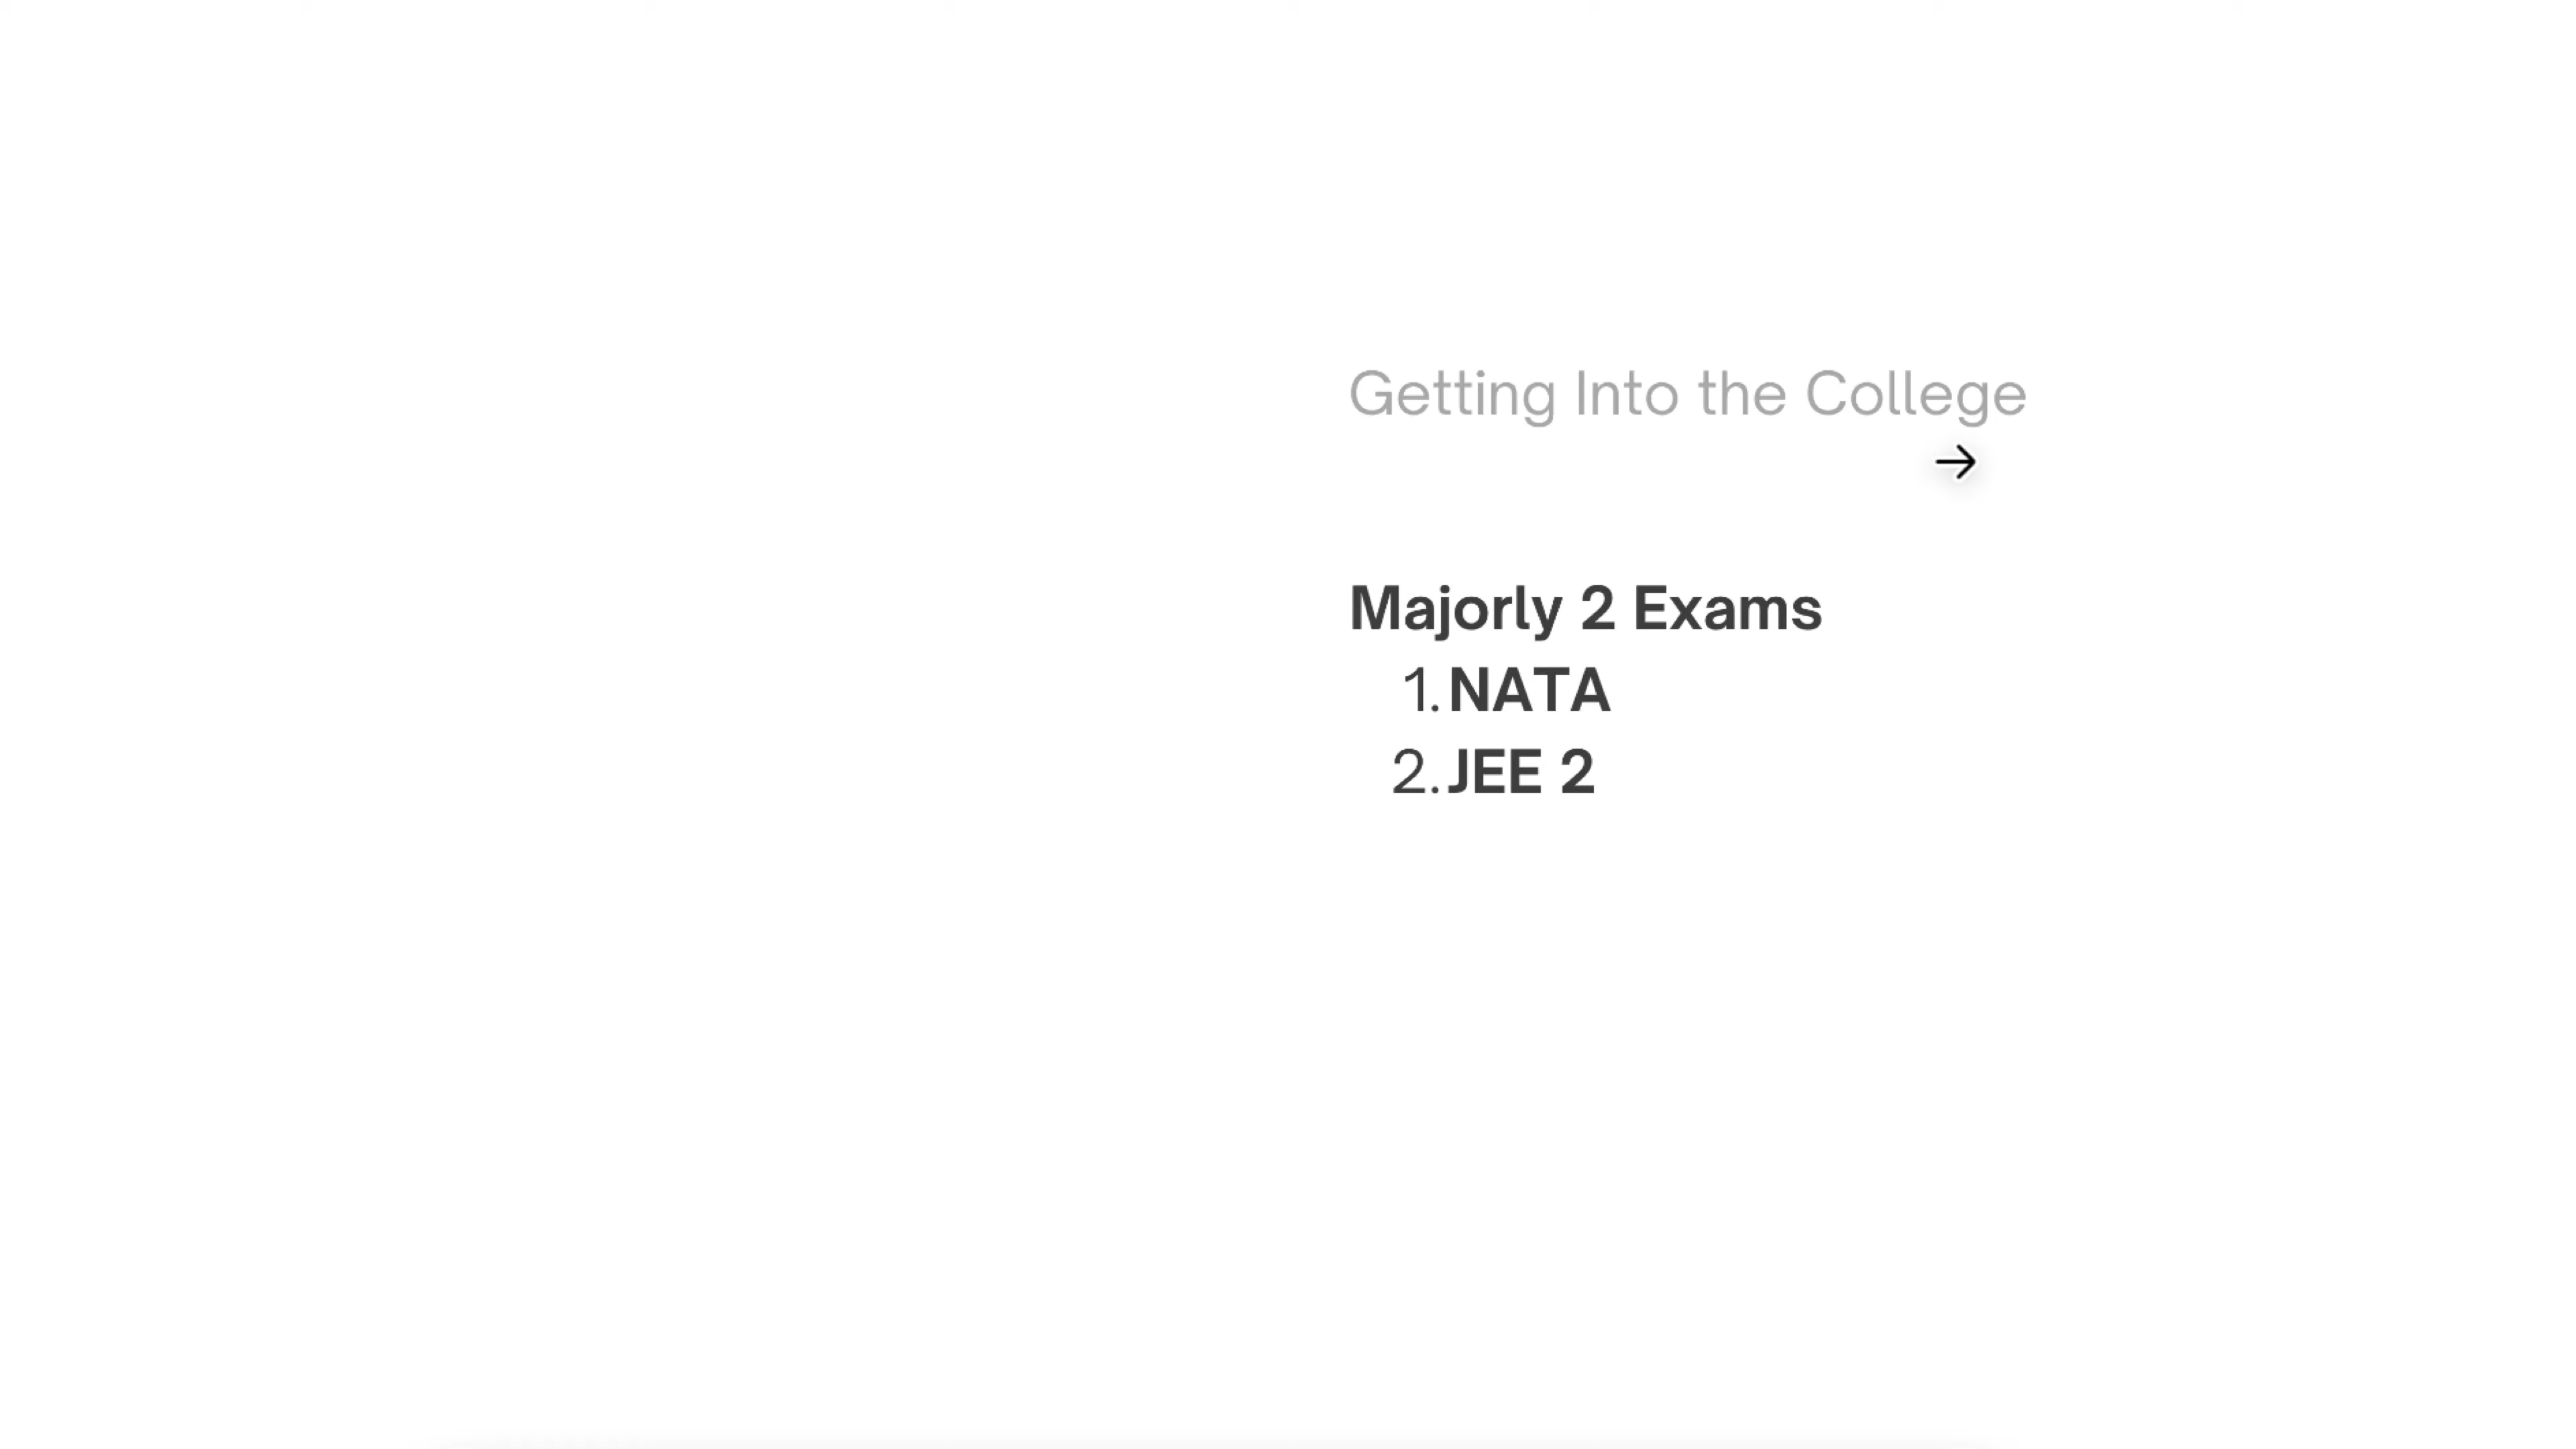 Getting Into the College
→
Majorly 2 Exams
1. NATA
2. JEE 2